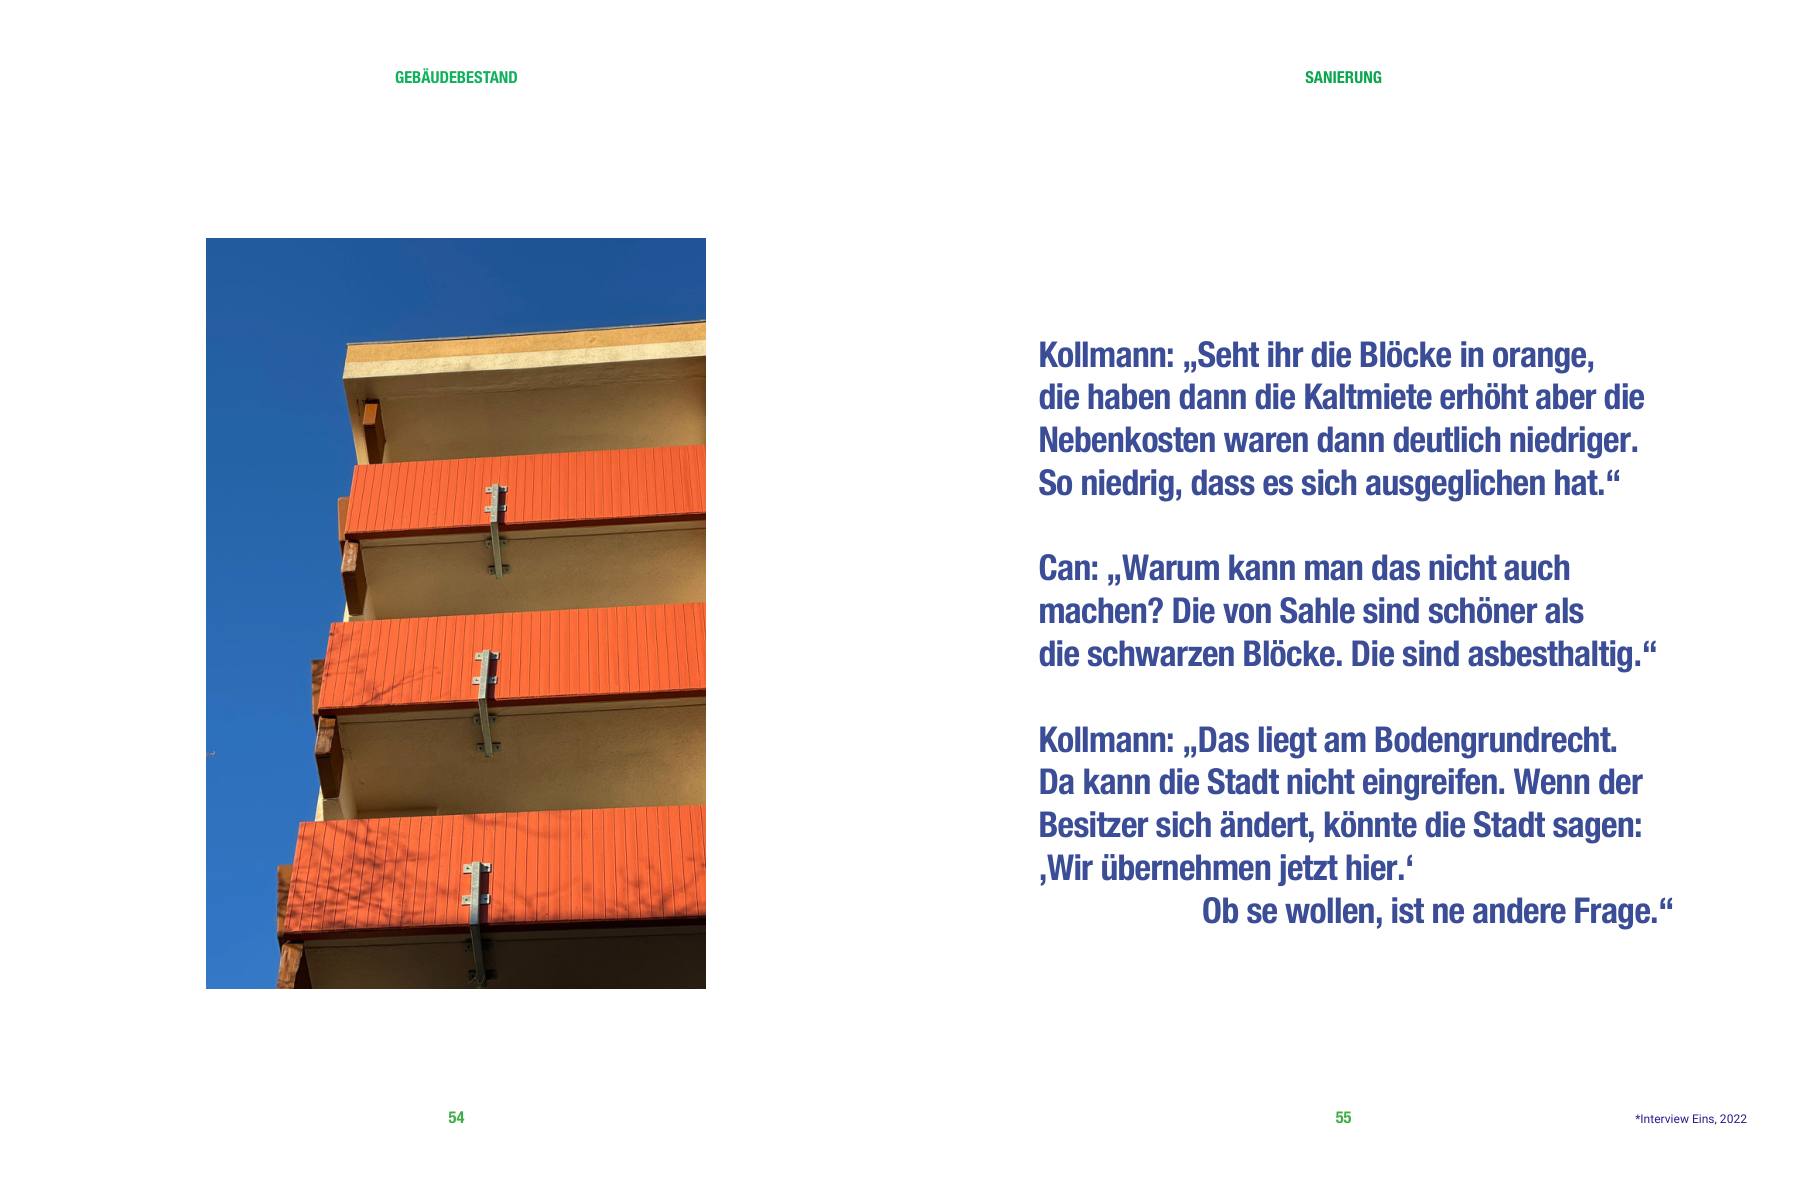 GEBÄUDEBESTAND
54
SANIERUNG
Kollmann: „Seht ihr die Blöcke in orange,
die haben dann die Kaltmiete erhöht aber die
Nebenkosten waren dann deutlich niedriger.
So niedrig, dass es sich ausgeglichen hat.“
Can: „Warum kann man das nicht auch
machen? Die von Sahle sind schöner als
die schwarzen Blöcke. Die sind asbesthaltig.“
Kollmann: „Das liegt am Bodengrundrecht.
Da kann die Stadt nicht eingreifen. Wenn der
Besitzer sich ändert, könnte die Stadt sagen:
‚Wir übernehmen jetzt hier.‘
Ob se wollen, ist ne andere Frage.“
55
*Interview Eins, 2022